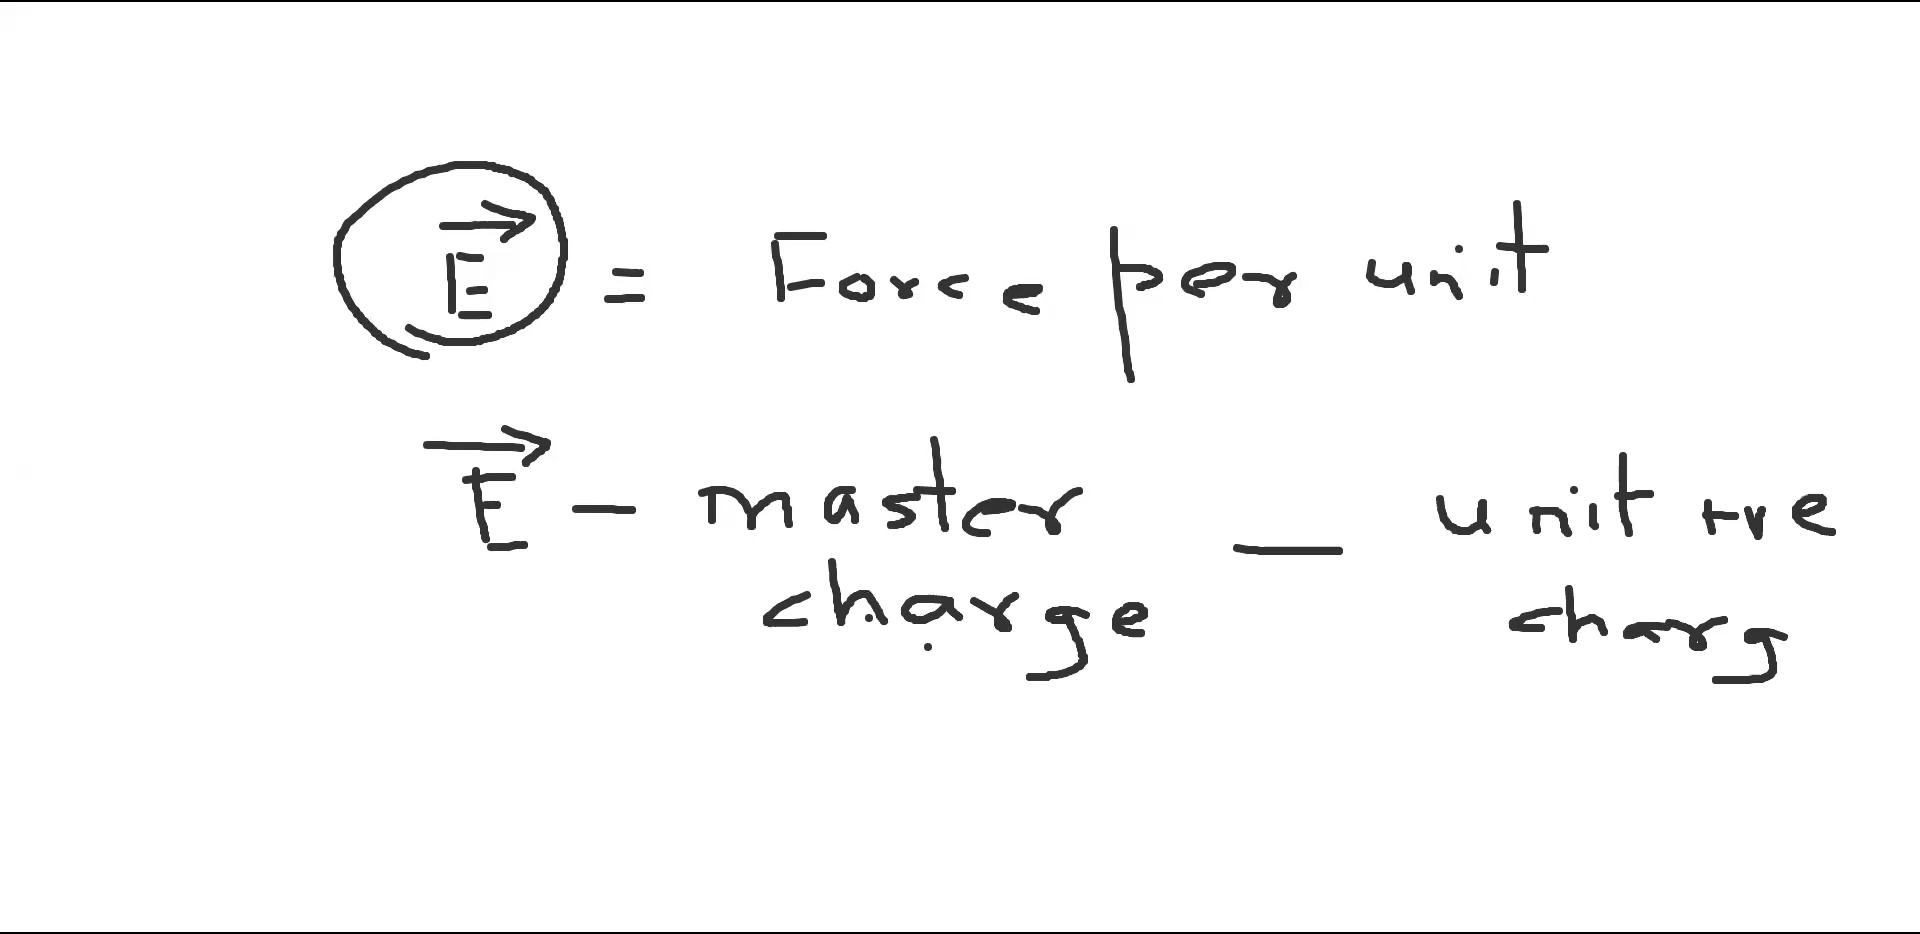 E⃗ = Force per unit
E⃗ - master — unit +ve
charge charg